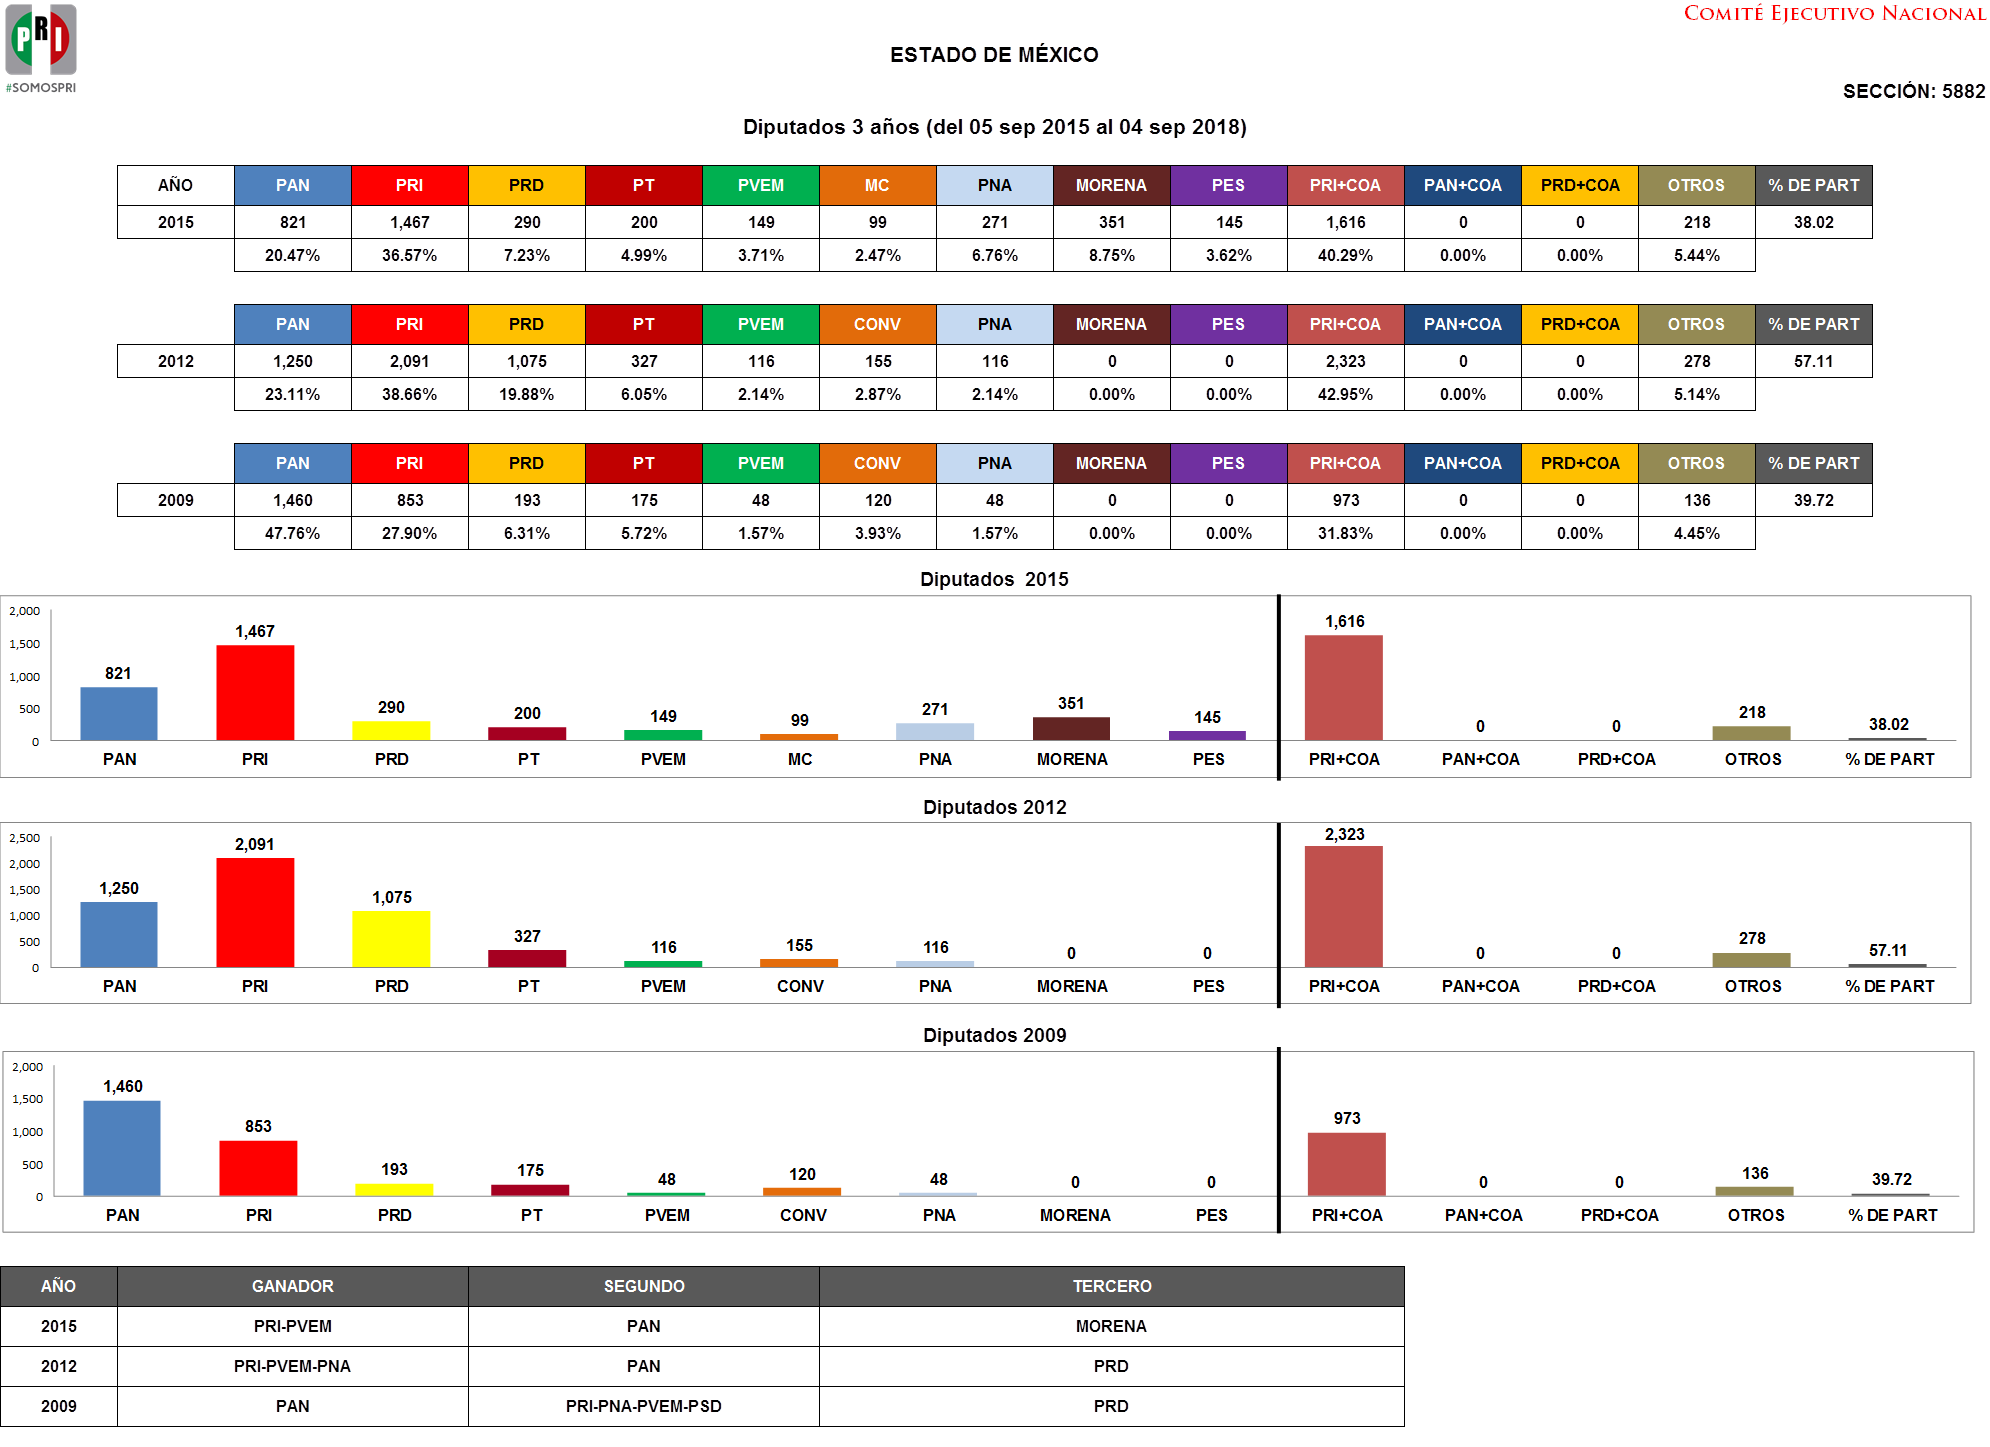 PRI
#SOMOSPRI
COMITÉ EJECUTIVO NACIONAL
ESTADO DE MÉXICO
SECCIÓN: 5882
Diputados 3 años (del 05 sep 2015 al 04 sep 2018)
AÑO PAN PRI PRD PT PVEM MC PNA MORENA PES PRI+COA PAN+COA PRD+COA OTROS % DE PART
2015 821 1,467 290 200 149 99 271 351 145 1,616 0 0 218 38.02
20.47% 36.57% 7.23% 4.99% 3.71% 2.47% 6.76% 8.75% 3.62% 40.29% 0.00% 0.00% 5.44%
PAN PRI PRD PT PVEM CONV PNA MORENA PES PRI+COA PAN+COA PRD+COA OTROS % DE PART
2012 1,250 2,091 1,075 327 116 155 116 0 0 2,323 0 0 278 57.11
23.11% 38.66% 19.88% 6.05% 2.14% 2.87% 2.14% 0.00% 0.00% 42.95% 0.00% 0.00% 5.14%
PAN PRI PRD PT PVEM CONV PNA MORENA PES PRI+COA PAN+COA PRD+COA OTROS % DE PART
2009 1,460 853 193 175 48 120 48 0 0 973 0 0 136 39.72
47.76% 27.90% 6.31% 5.72% 1.57% 3.93% 1.57% 0.00% 0.00% 31.83% 0.00% 0.00% 4.45%
Diputados 2015
2,000
1,500
1,000
500
0
821 1,467 290 200 149 99 271 351 145 1,616 0 0 218 38.02
PAN PRI PRD PT PVEM MC PNA MORENA PES PRI+COA PAN+COA PRD+COA OTROS % DE PART
Diputados 2012
2,500
2,000
1,500
1,000
500
0
1,250 2,091 1,075 327 116 155 116 0 0 2,323 0 0 278 57.11
PAN PRI PRD PT PVEM CONV PNA MORENA PES PRI+COA PAN+COA PRD+COA OTROS % DE PART
Diputados 2009
2,000
1,500
1,000
500
0
1,460 853 193 175 48 120 48 0 0 973 0 0 136 39.72
PAN PRI PRD PT PVEM CONV PNA MORENA PES PRI+COA PAN+COA PRD+COA OTROS % DE PART
AÑO GANADOR SEGUNDO TERCERO
2015 PRI-PVEM PAN MORENA
2012 PRI-PVEM-PNA PAN PRD
2009 PAN PRI-PNA-PVEM-PSD PRD